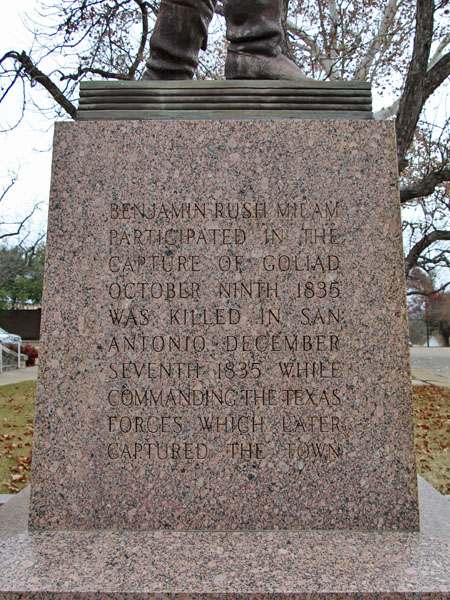 BENJAMIN RUSH MILAM
PARTICIPATED IN THE
CAPTURE OF GOLIAD
OCTOBER NINTH 1835
WAS KILLED IN SAN
ANTONIO DECEMBER
SEVENTH 1835 WHILE
COMMANDING THE TEXAS
FORCES WHICH LATER
CAPTURED THE TOWN